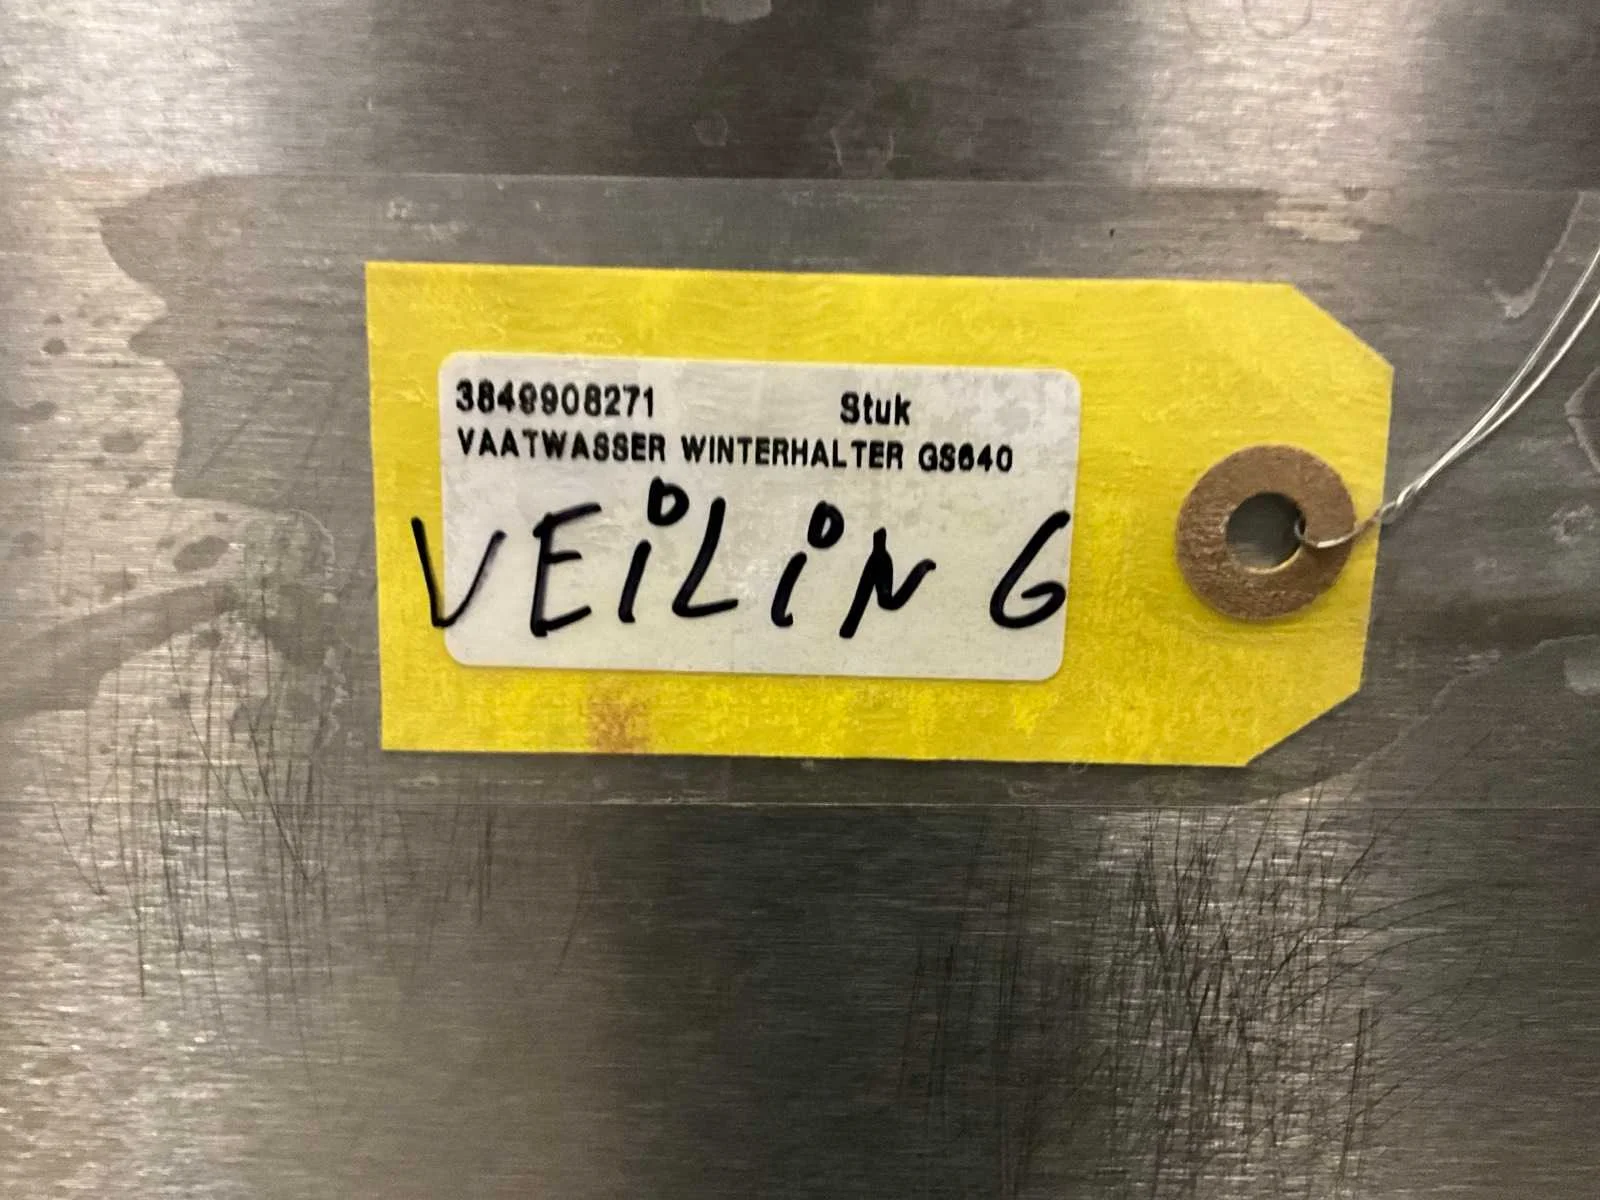 3849908271 Stuk
VAATWASSER WINTERHALTER GS640
VEILING